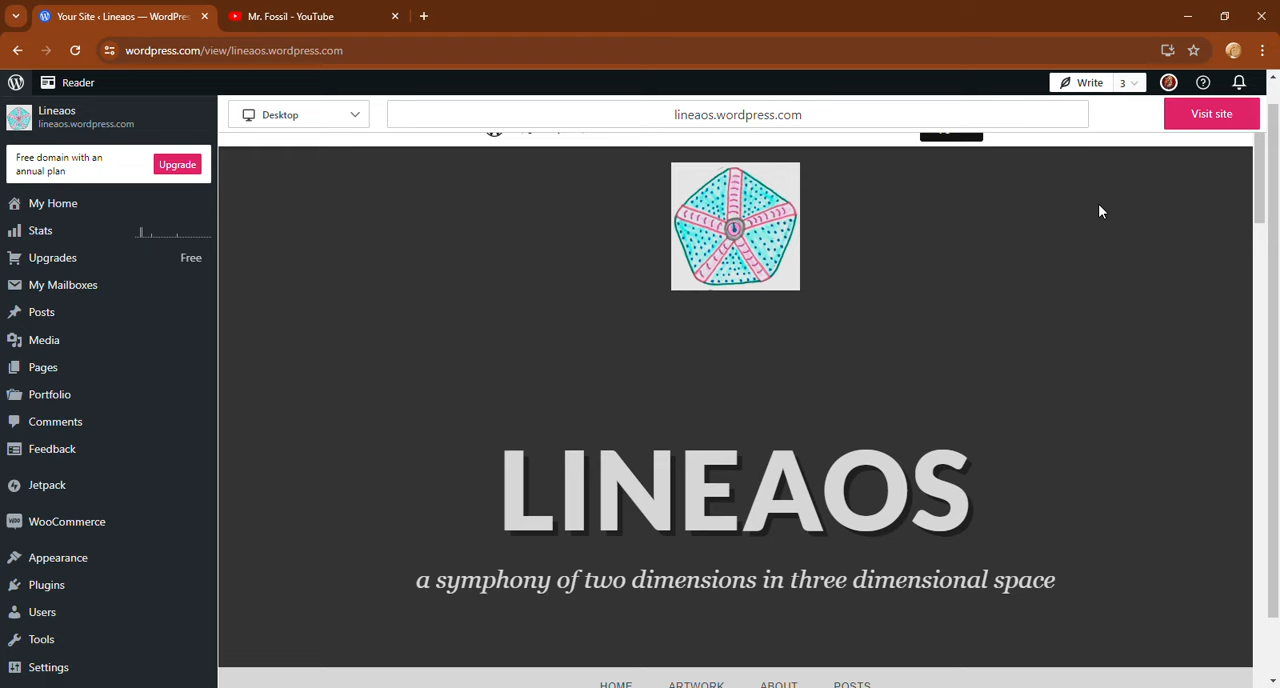 Your Site ‹ Lineaos — WordPre
Mr. Fossil - YouTube
wordpress.com/view/lineaos.wordpress.com
Reader
Write 3
Lineaos
lineaos.wordpress.com
Desktop
lineaos.wordpress.com
Visit site
Free domain with an
annual plan
Upgrade
My Home
Stats
Upgrades Free
My Mailboxes
Posts
Media
Pages
Portfolio
Comments
Feedback
Jetpack
WooCommerce
Appearance
Plugins
Users
Tools
Settings
LINEAOS
a symphony of two dimensions in three dimensional space
HOME ARTWORK ABOUT POSTS